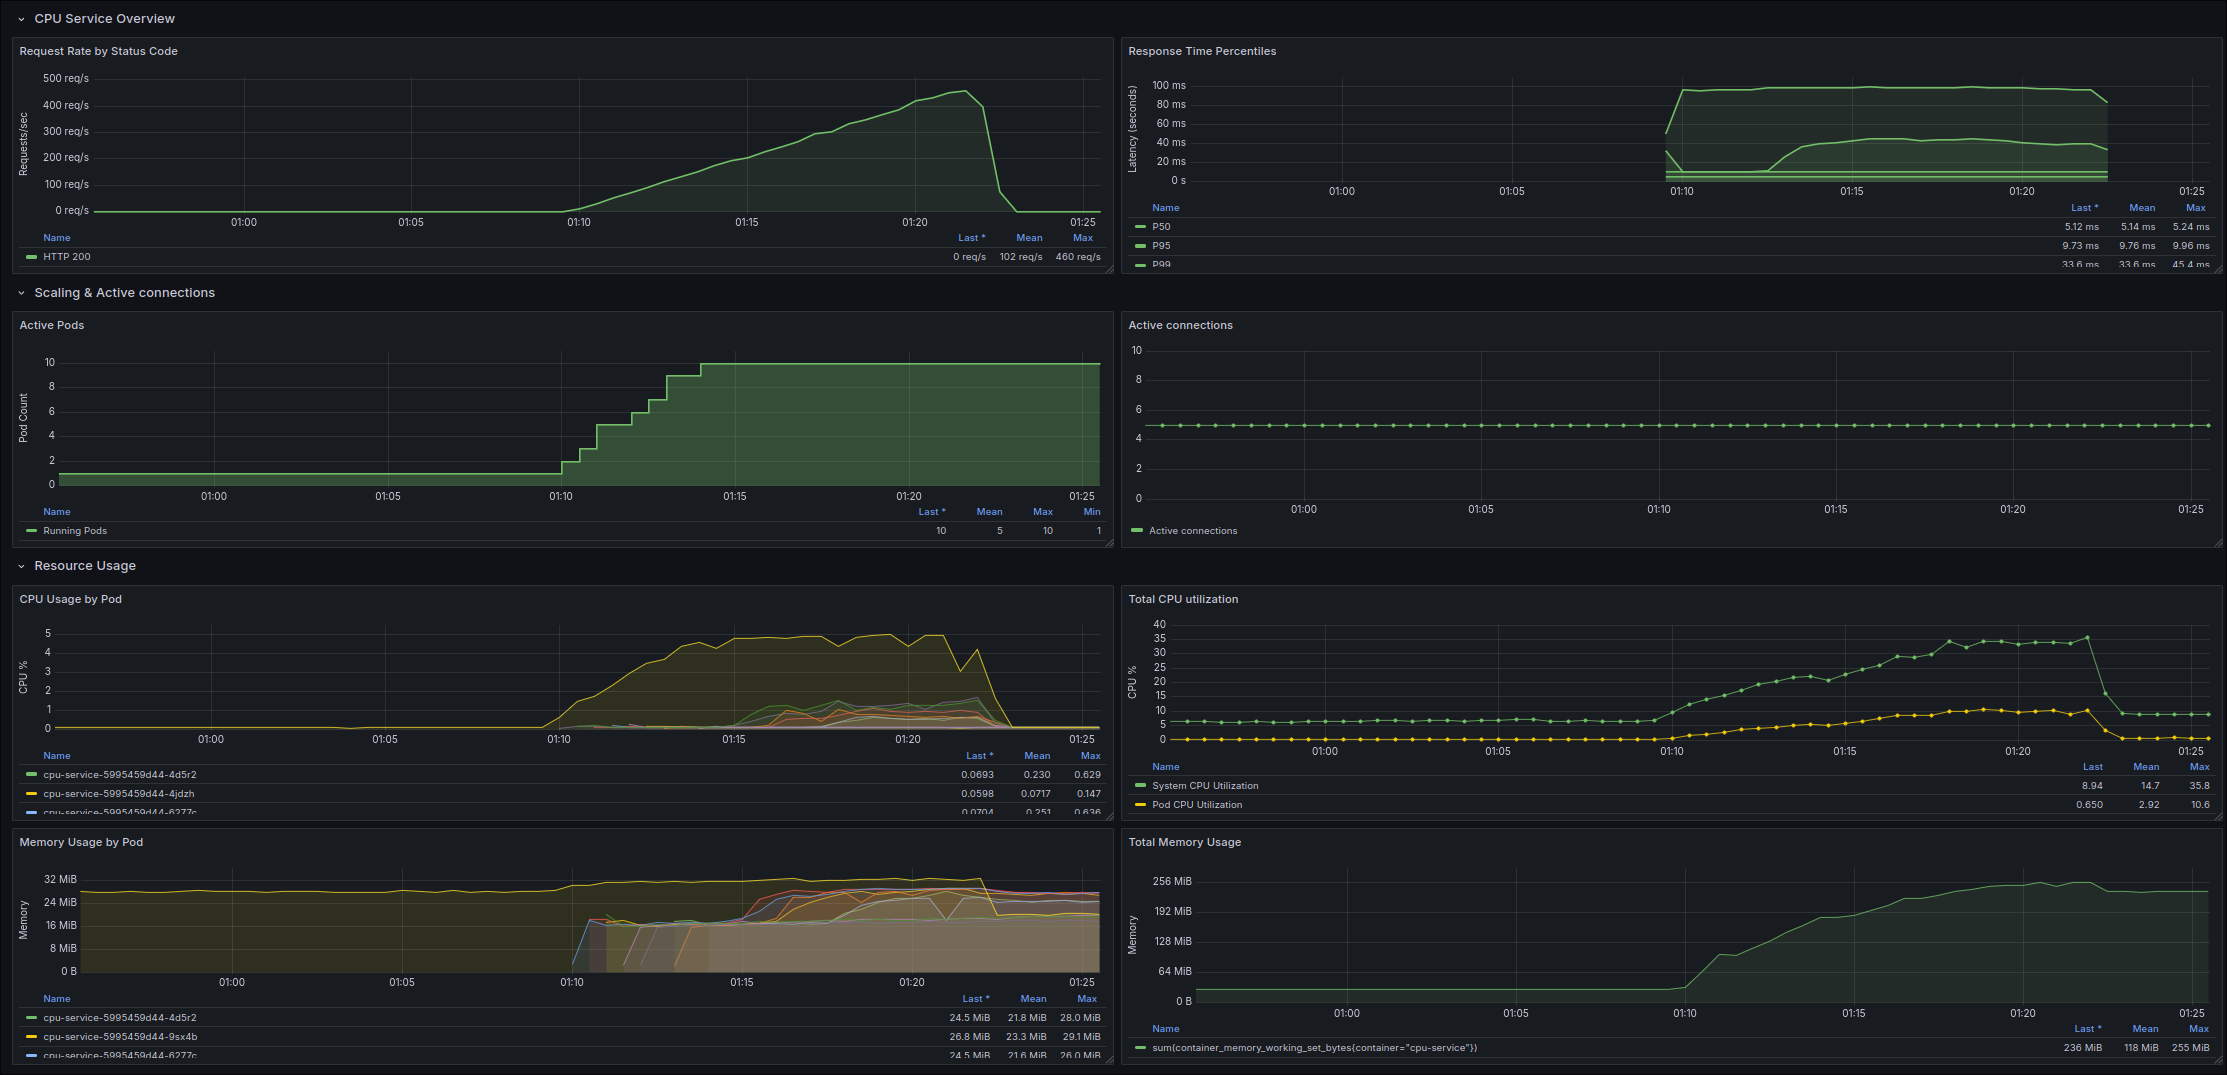 CPU Service Overview
Request Rate by Status Code
500 req/s
400 req/s
300 req/s
200 req/s
100 req/s
0 req/s
Requests/sec
01:00 01:05 01:10 01:15 01:20 01:25
Name Last * Mean Max
HTTP 200 0 req/s 102 req/s 460 req/s
Response Time Percentiles
100 ms
80 ms
60 ms
40 ms
20 ms
0 s
Latency (seconds)
01:00 01:05 01:10 01:15 01:20 01:25
Name Last * Mean Max
P50 5.12 ms 5.14 ms 5.24 ms
P95 9.73 ms 9.76 ms 9.96 ms
P99 33.6 ms 33.6 ms 45.4 ms
Scaling & Active connections
Active Pods
10
8
6
4
2
0
Pod Count
01:00 01:05 01:10 01:15 01:20 01:25
Name Last * Mean Max Min
Running Pods 10 5 10 1
Active connections
10
8
6
4
2
0
01:00 01:05 01:10 01:15 01:20 01:25
Active connections
Resource Usage
CPU Usage by Pod
5
4
3
2
1
0
CPU %
01:00 01:05 01:10 01:15 01:20 01:25
Name Last * Mean Max
cpu-service-5995459d44-4d5r2 0.0693 0.230 0.629
cpu-service-5995459d44-4jdzh 0.0598 0.0717 0.147
cpu-service-5995459d44-6277c 0.0704 0.251 0.636
Total CPU utilization
40
35
30
25
20
15
10
5
0
CPU %
01:00 01:05 01:10 01:15 01:20 01:25
Name Last Mean Max
System CPU Utilization 8.94 14.7 35.8
Pod CPU Utilization 0.650 2.92 10.6
Memory Usage by Pod
32 MiB
24 MiB
16 MiB
8 MiB
0 B
Memory
01:00 01:05 01:10 01:15 01:20 01:25
Name Last * Mean Max
cpu-service-5995459d44-4d5r2 24.5 MiB 21.8 MiB 28.0 MiB
cpu-service-5995459d44-9sx4b 26.8 MiB 23.3 MiB 29.1 MiB
cpu-service-5995459d44-6277c 24.5 MiB 21.6 MiB 26.0 MiB
Total Memory Usage
256 MiB
192 MiB
128 MiB
64 MiB
0 B
Memory
01:00 01:05 01:10 01:15 01:20 01:25
Name Last * Mean Max
sum(container_memory_working_set_bytes{container="cpu-service"}) 236 MiB 118 MiB 255 MiB